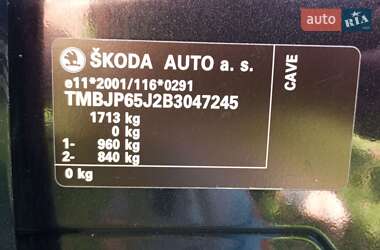 ŠKODA AUTO a. s.
e11*2001/116*0291
TMBJP65J2B3047245
1713 kg
0 kg
1- 960 kg
2- 840 kg
0 kg
CAVE
auto RIA